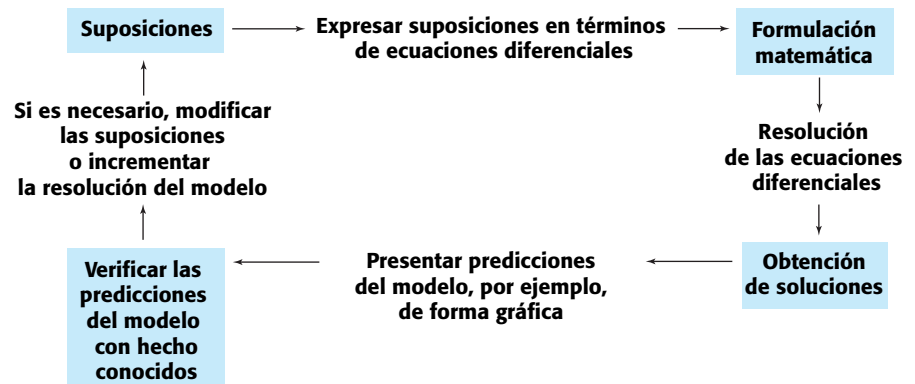 Suposiciones
Expresar suposiciones en términos
de ecuaciones diferenciales
Formulación
matemática
Resolución
de las ecuaciones
diferenciales
Obtención
de soluciones
Presentar predicciones
del modelo, por ejemplo,
de forma gráfica
Verificar las
predicciones
del modelo
con hecho
conocidos
Si es necesario, modificar
las suposiciones
o incrementar
la resolución del modelo